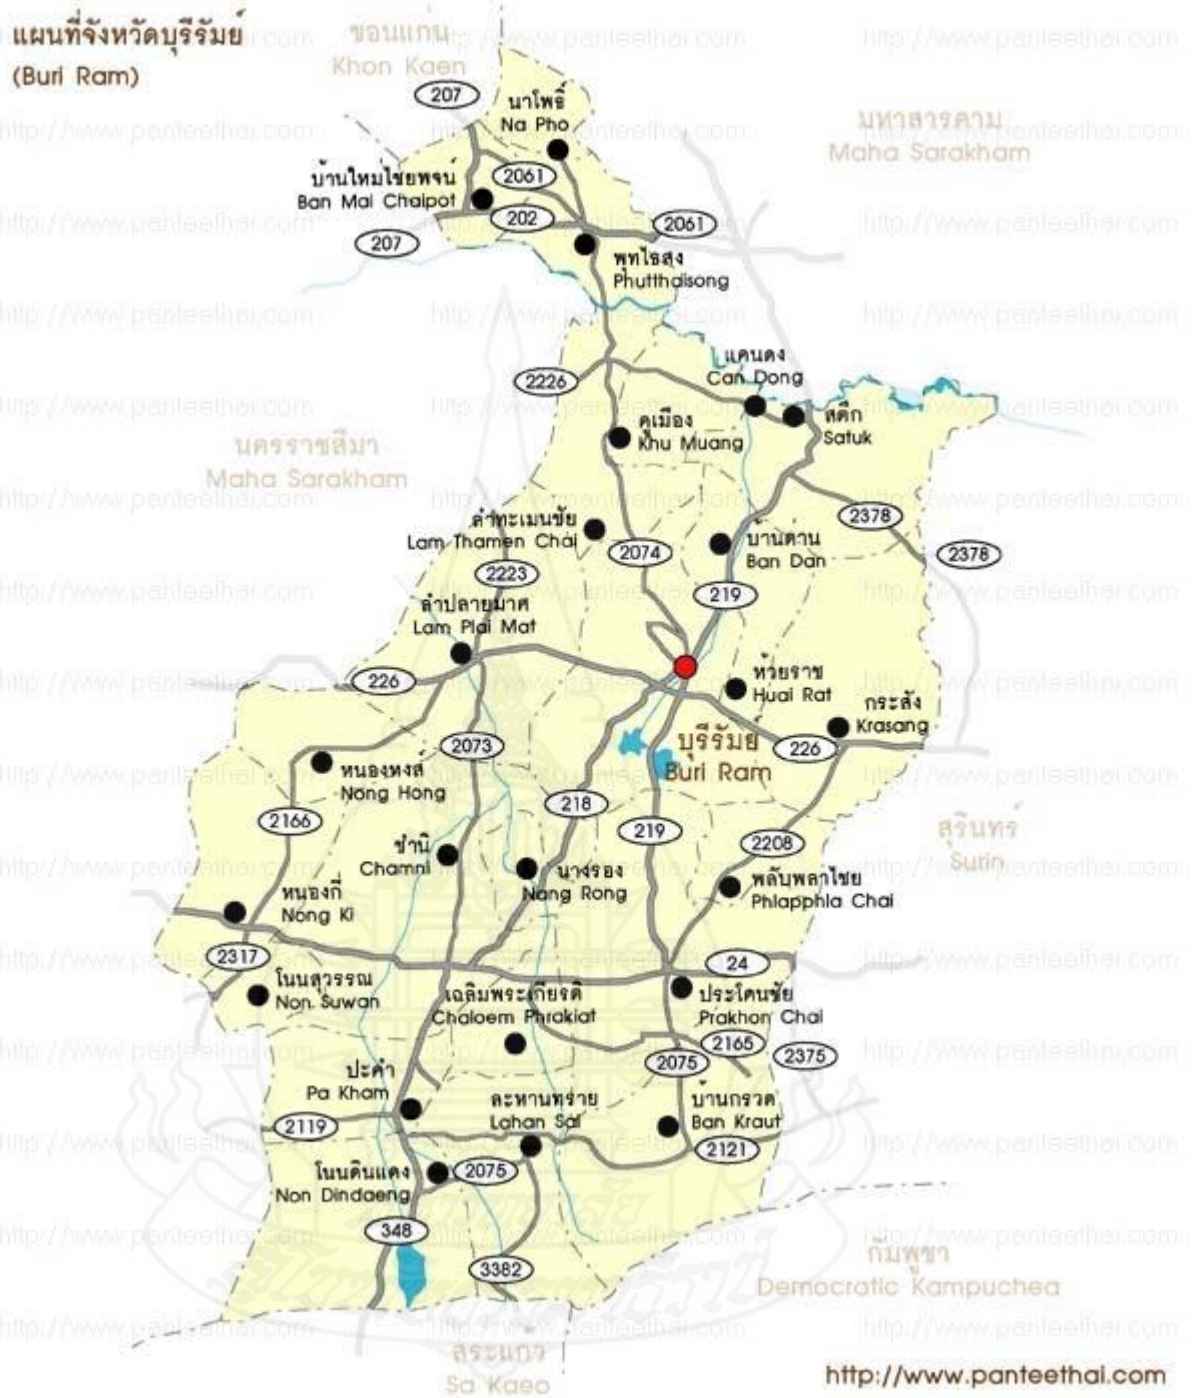 แผนที่จังหวัดบุรีรัมย์
(Buri Ram)
ขอนแก่น
Khon Kaen
207
นาโพธิ์
Na Pho
มหาสารคาม
Maha Sarakham
บ้านใหม่ไชยพจน์
Ban Mai Chaipot
2061
202
2061
207
พุทไธสง
Phutthaisong
แคนดง
Can Dong
2226
คูเมือง
Khu Muang
สตึก
Satuk
นครราชสีมา
Maha Sarakham
ลำทะเมนชัย
Lam Thamen Chai
2378
2074
บ้านด่าน
Ban Dan
2378
2223
219
ลำปลายมาศ
Lam Plai Mat
226
ห้วยราช
Huai Rat
กระสัง
Krasang
2073
บุรีรัมย์
Buri Ram
226
หนองหงส์
Nong Hong
218
2166
219
2208
สุรินทร์
Surin
ชำนิ
Chamni
นางรอง
Nang Rong
พลับพลาไชย
Phlapphla Chai
หนองกี่
Nong Ki
2317
24
โนนสุวรรณ
Non Suwan
เฉลิมพระเกียรติ
Chaloem Phrakiat
ประโคนชัย
Prakhon Chai
2165
2075
2375
ปะคำ
Pa Kham
ละหานทราย
Lahan Sai
บ้านกรวด
Ban Kraut
2119
2121
โนนดินแดง
Non Dindaeng
2075
348
3382
กัมพูชา
Democratic Kampuchea
สระแก้ว
Sa Kaeo
http://www.panteethai.com